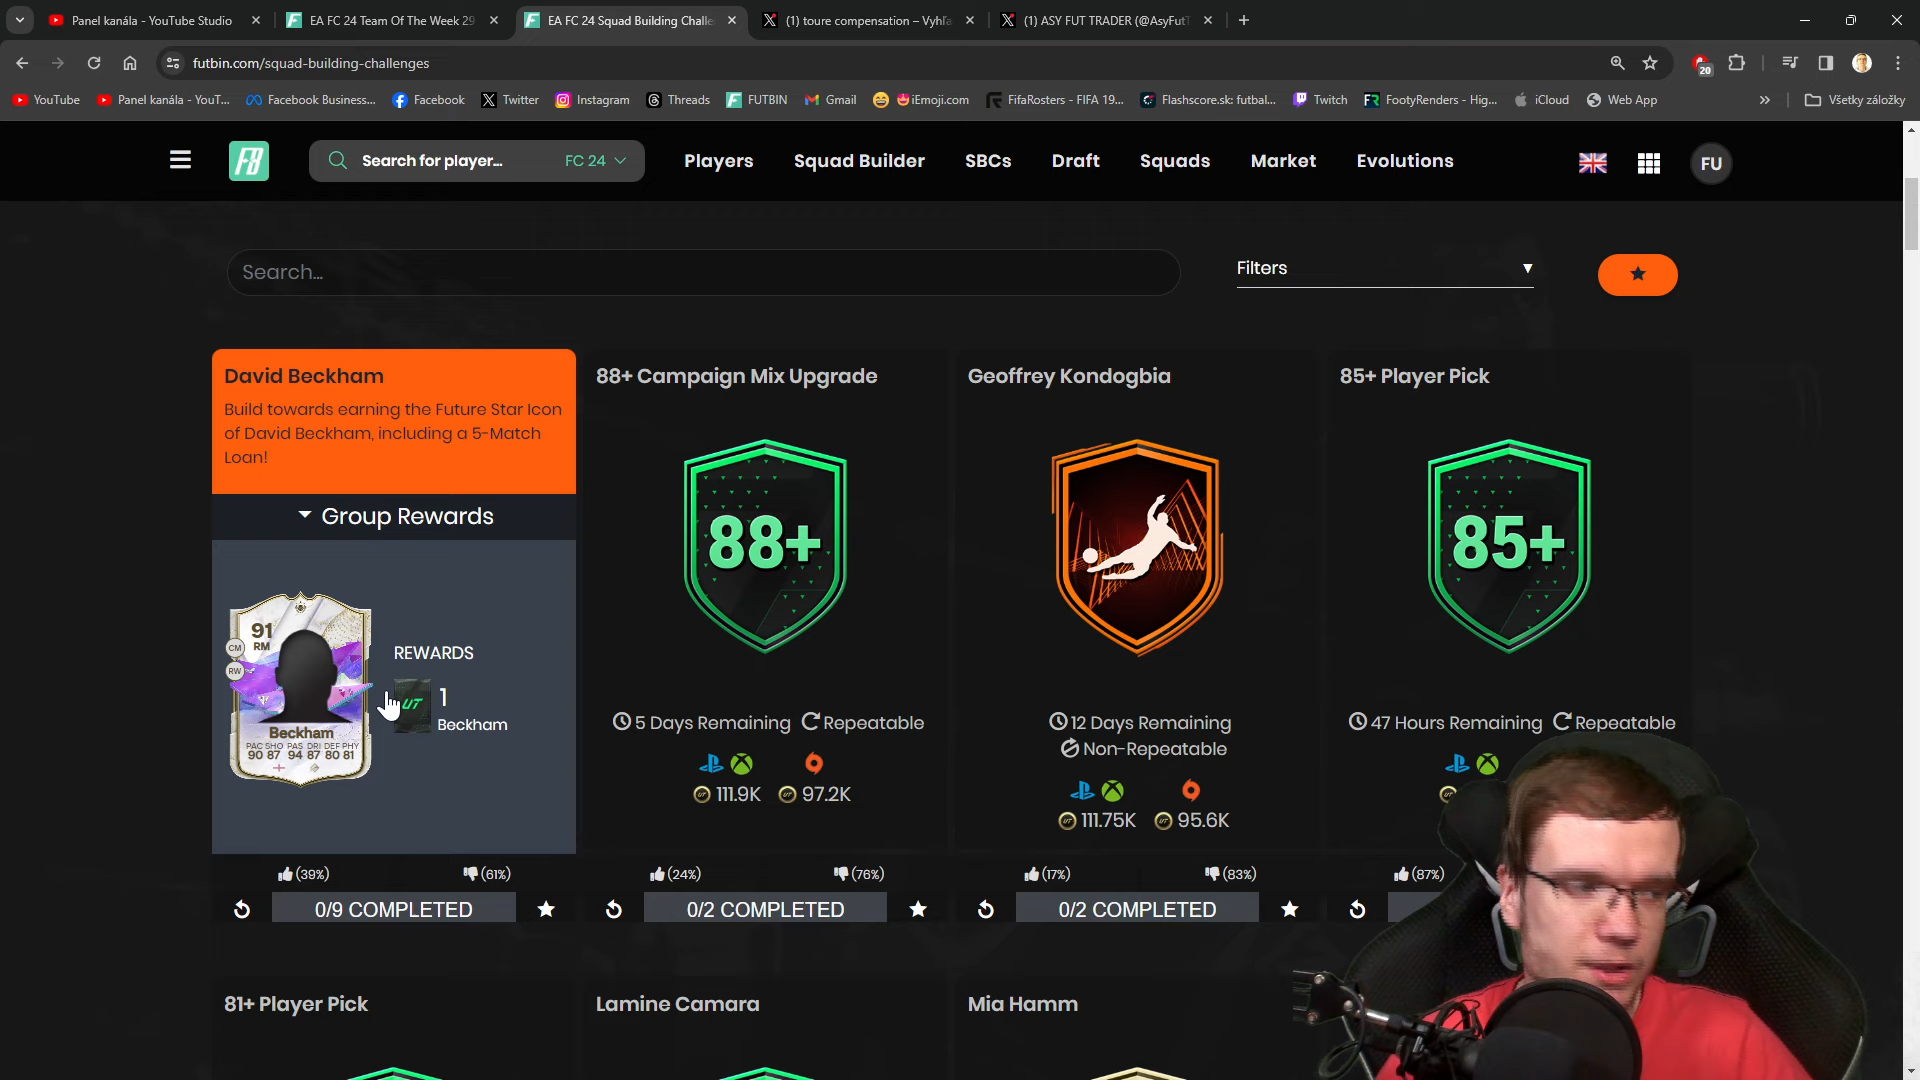 Panel kanála - YouTube Studio
EA FC 24 Team Of The Week 29
EA FC 24 Squad Building Challe
(1) toure compensation – Vyhľa
(1) ASY FUT TRADER (@AsyFutT
futbin.com/squad-building-challenges
20
YouTube
Panel kanála - YouT...
Facebook Business...
Facebook
Twitter
Instagram
Threads
FUTBIN
Gmail
iEmoji.com
FifaRosters - FIFA 19...
Flashscore.sk: futbal...
Twitch
FootyRenders - Hig...
iCloud
Web App
Všetky záložky
Search for player...
FC 24
Players
Squad Builder
SBCs
Draft
Squads
Market
Evolutions
FU
Search...
Filters
David Beckham
Build towards earning the Future Star Icon
of David Beckham, including a 5-Match
Loan!
Group Rewards
91
RM
CM
RW
Beckham
PAC SHO PAS DRI DEF PHY
90 87 94 87 80 81
REWARDS
UT
1
Beckham
(39%)
(61%)
0/9 COMPLETED
88+ Campaign Mix Upgrade
88+
5 Days Remaining
Repeatable
111.9K
97.2K
(24%)
(76%)
0/2 COMPLETED
Geoffrey Kondogbia
12 Days Remaining
Non-Repeatable
111.75K
95.6K
(17%)
(83%)
0/2 COMPLETED
85+ Player Pick
85+
47 Hours Remaining
Repeatable
(87%)
81+ Player Pick
Lamine Camara
Mia Hamm